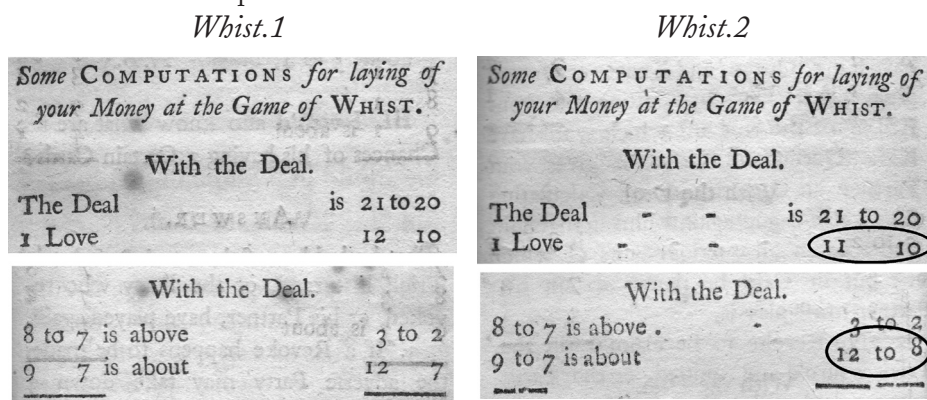 Whist.1
Some COMPUTATIONS for laying of
your Money at the Game of WHIST.
With the Deal.
The Deal is 21 to 20
1 Love 12 10
With the Deal.
8 to 7 is above 3 to 2
9 7 is about 12 7
Whist.2
Some COMPUTATIONS for laying of
your Money at the Game of WHIST.
With the Deal.
The Deal - - is 21 to 20
1 Love - - 11 10
With the Deal.
8 to 7 is above . - 3 to 2
9 to 7 is about 12 to 8